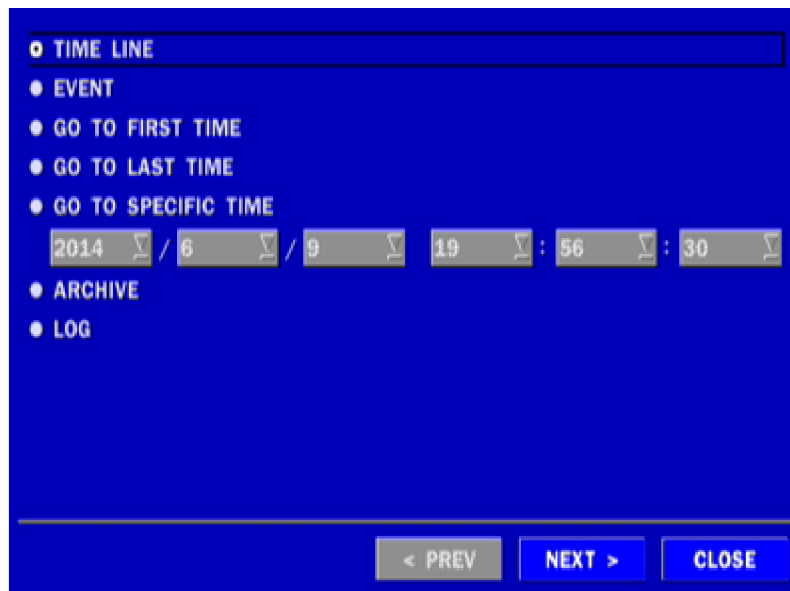 TIME LINE
EVENT
GO TO FIRST TIME
GO TO LAST TIME
GO TO SPECIFIC TIME
2014 / 6 / 9 19 : 56 : 30
ARCHIVE
LOG
< PREV NEXT > CLOSE